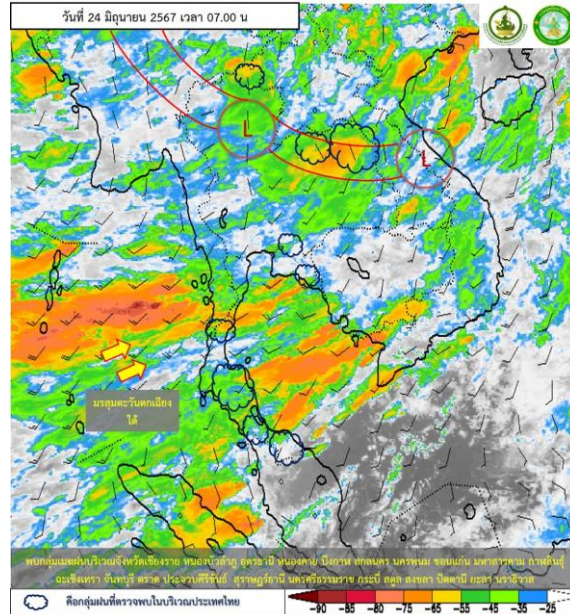 วันที่ 24 มิถุนายน 2567 เวลา 07.00 น
L
L
มรสุมตะวันตกเฉียง
ใต้
พบกลุ่มเมฆฝนบริเวณจังหวัดเชียงราย หนองบัวลำภู อุดรธานี หนองคาย บึงกาฬ สกลนคร นครพนม ขอนแก่น มหาสารคาม กาฬสินธุ์
ฉะเชิงเทรา จันทบุรี ตราด ประจวบคีรีขันธ์ สุราษฎร์ธานี นครศรีธรรมราช กระบี่ สตูล สงขลา ปัตตานี ยะลา นราธิวาส
คือกลุ่มฝนที่ตรวจพบในบริเวณประเทศไทย
-90 -85 -80 -75 -65 -55 -45 -35 -25